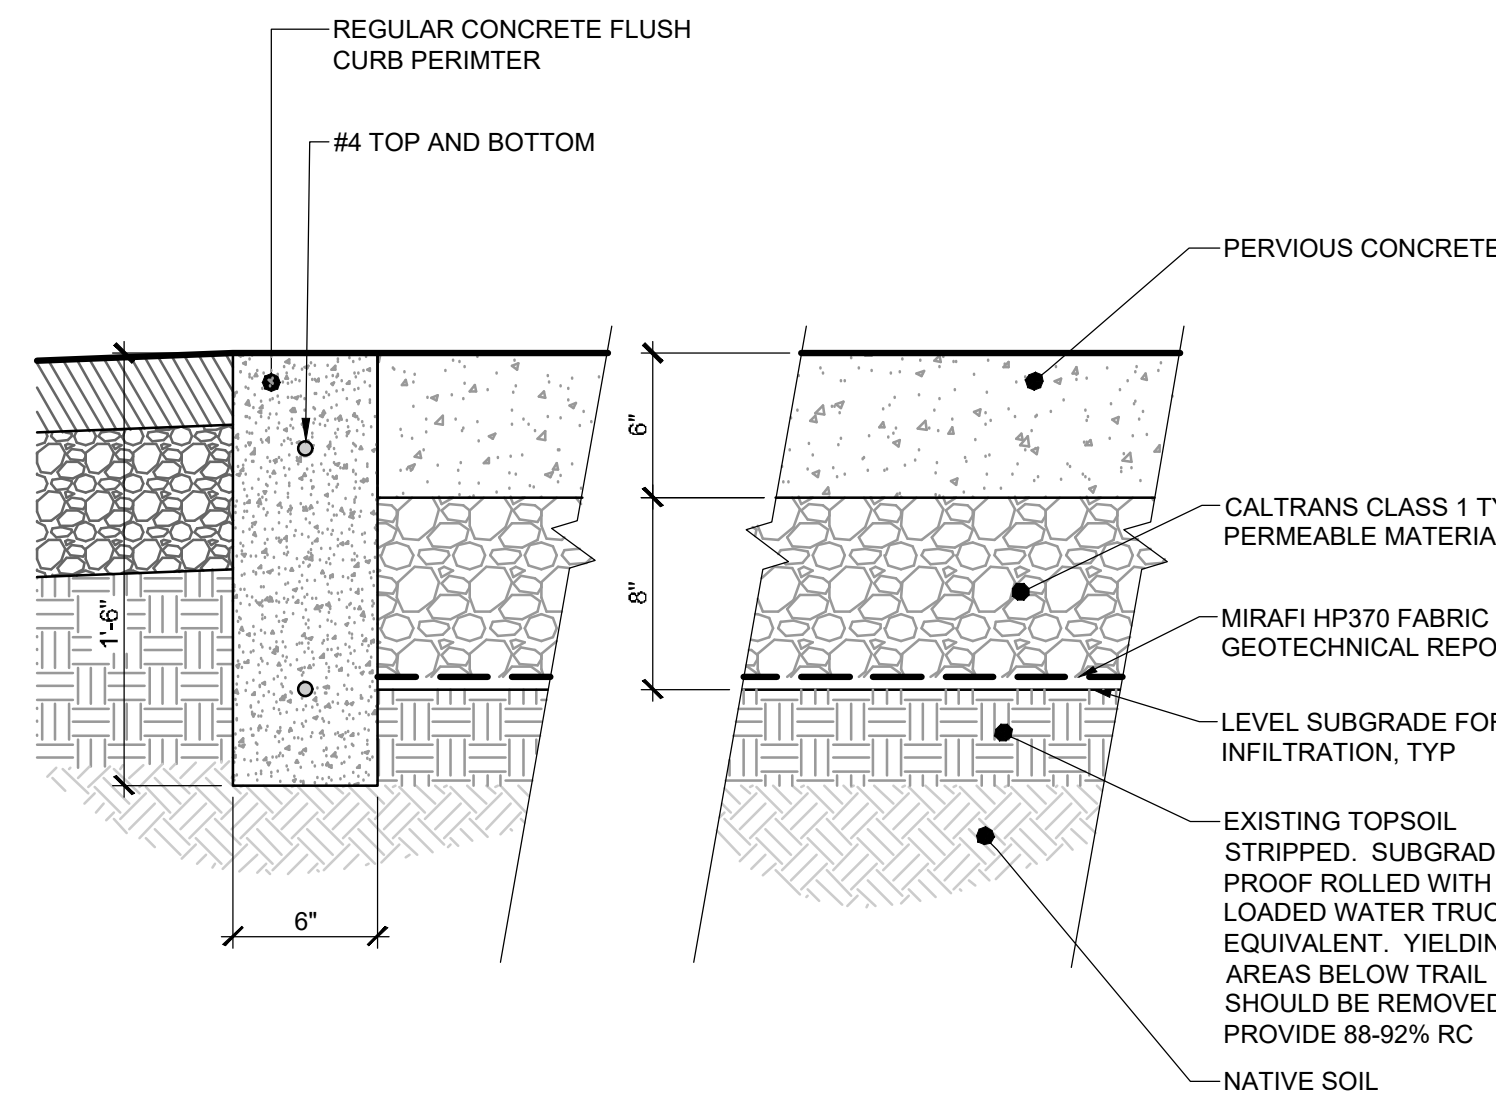 REGULAR CONCRETE FLUSH
CURB PERIMTER
#4 TOP AND BOTTOM
PERVIOUS CONCRETE
6"
CALTRANS CLASS 1 TY
PERMEABLE MATERIA
8"
1'-6"
MIRAFI HP370 FABRIC
GEOTECHNICAL REPO
LEVEL SUBGRADE FOR
INFILTRATION, TYP
EXISTING TOPSOIL
STRIPPED. SUBGRAD
PROOF ROLLED WITH
LOADED WATER TRUC
EQUIVALENT. YIELDIN
AREAS BELOW TRAIL
SHOULD BE REMOVED
PROVIDE 88-92% RC
6"
NATIVE SOIL